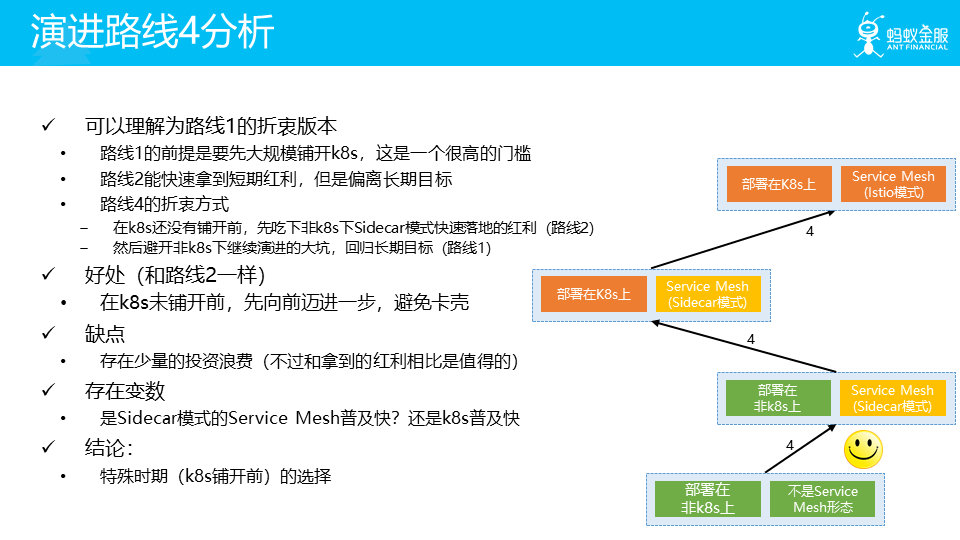 演进路线4分析
蚂蚁金服
ANT FINANCIAL
可以理解为路线1的折衷版本
路线1的前提是要先大规模铺开k8s，这是一个很高的门槛
路线2能快速拿到短期红利，但是偏离长期目标
路线4的折衷方式
在k8s还没有铺开前，先吃下非k8s下Sidecar模式快速落地的红利（路线2）
然后避开非k8s下继续演进的大坑，回归长期目标（路线1）
好处（和路线2一样）
在k8s未铺开前，先向前迈进一步，避免卡壳
缺点
存在少量的投资浪费（不过和拿到的红利相比是值得的）
存在变数
是Sidecar模式的Service Mesh普及快？还是k8s普及快
结论：
特殊时期（k8s铺开前）的选择
部署在K8s上
Service Mesh
(Istio模式)
4
部署在K8s上
Service Mesh
(Sidecar模式)
4
部署在
非k8s上
Service Mesh
(Sidecar模式)
4
部署在
非k8s上
不是Service
Mesh形态